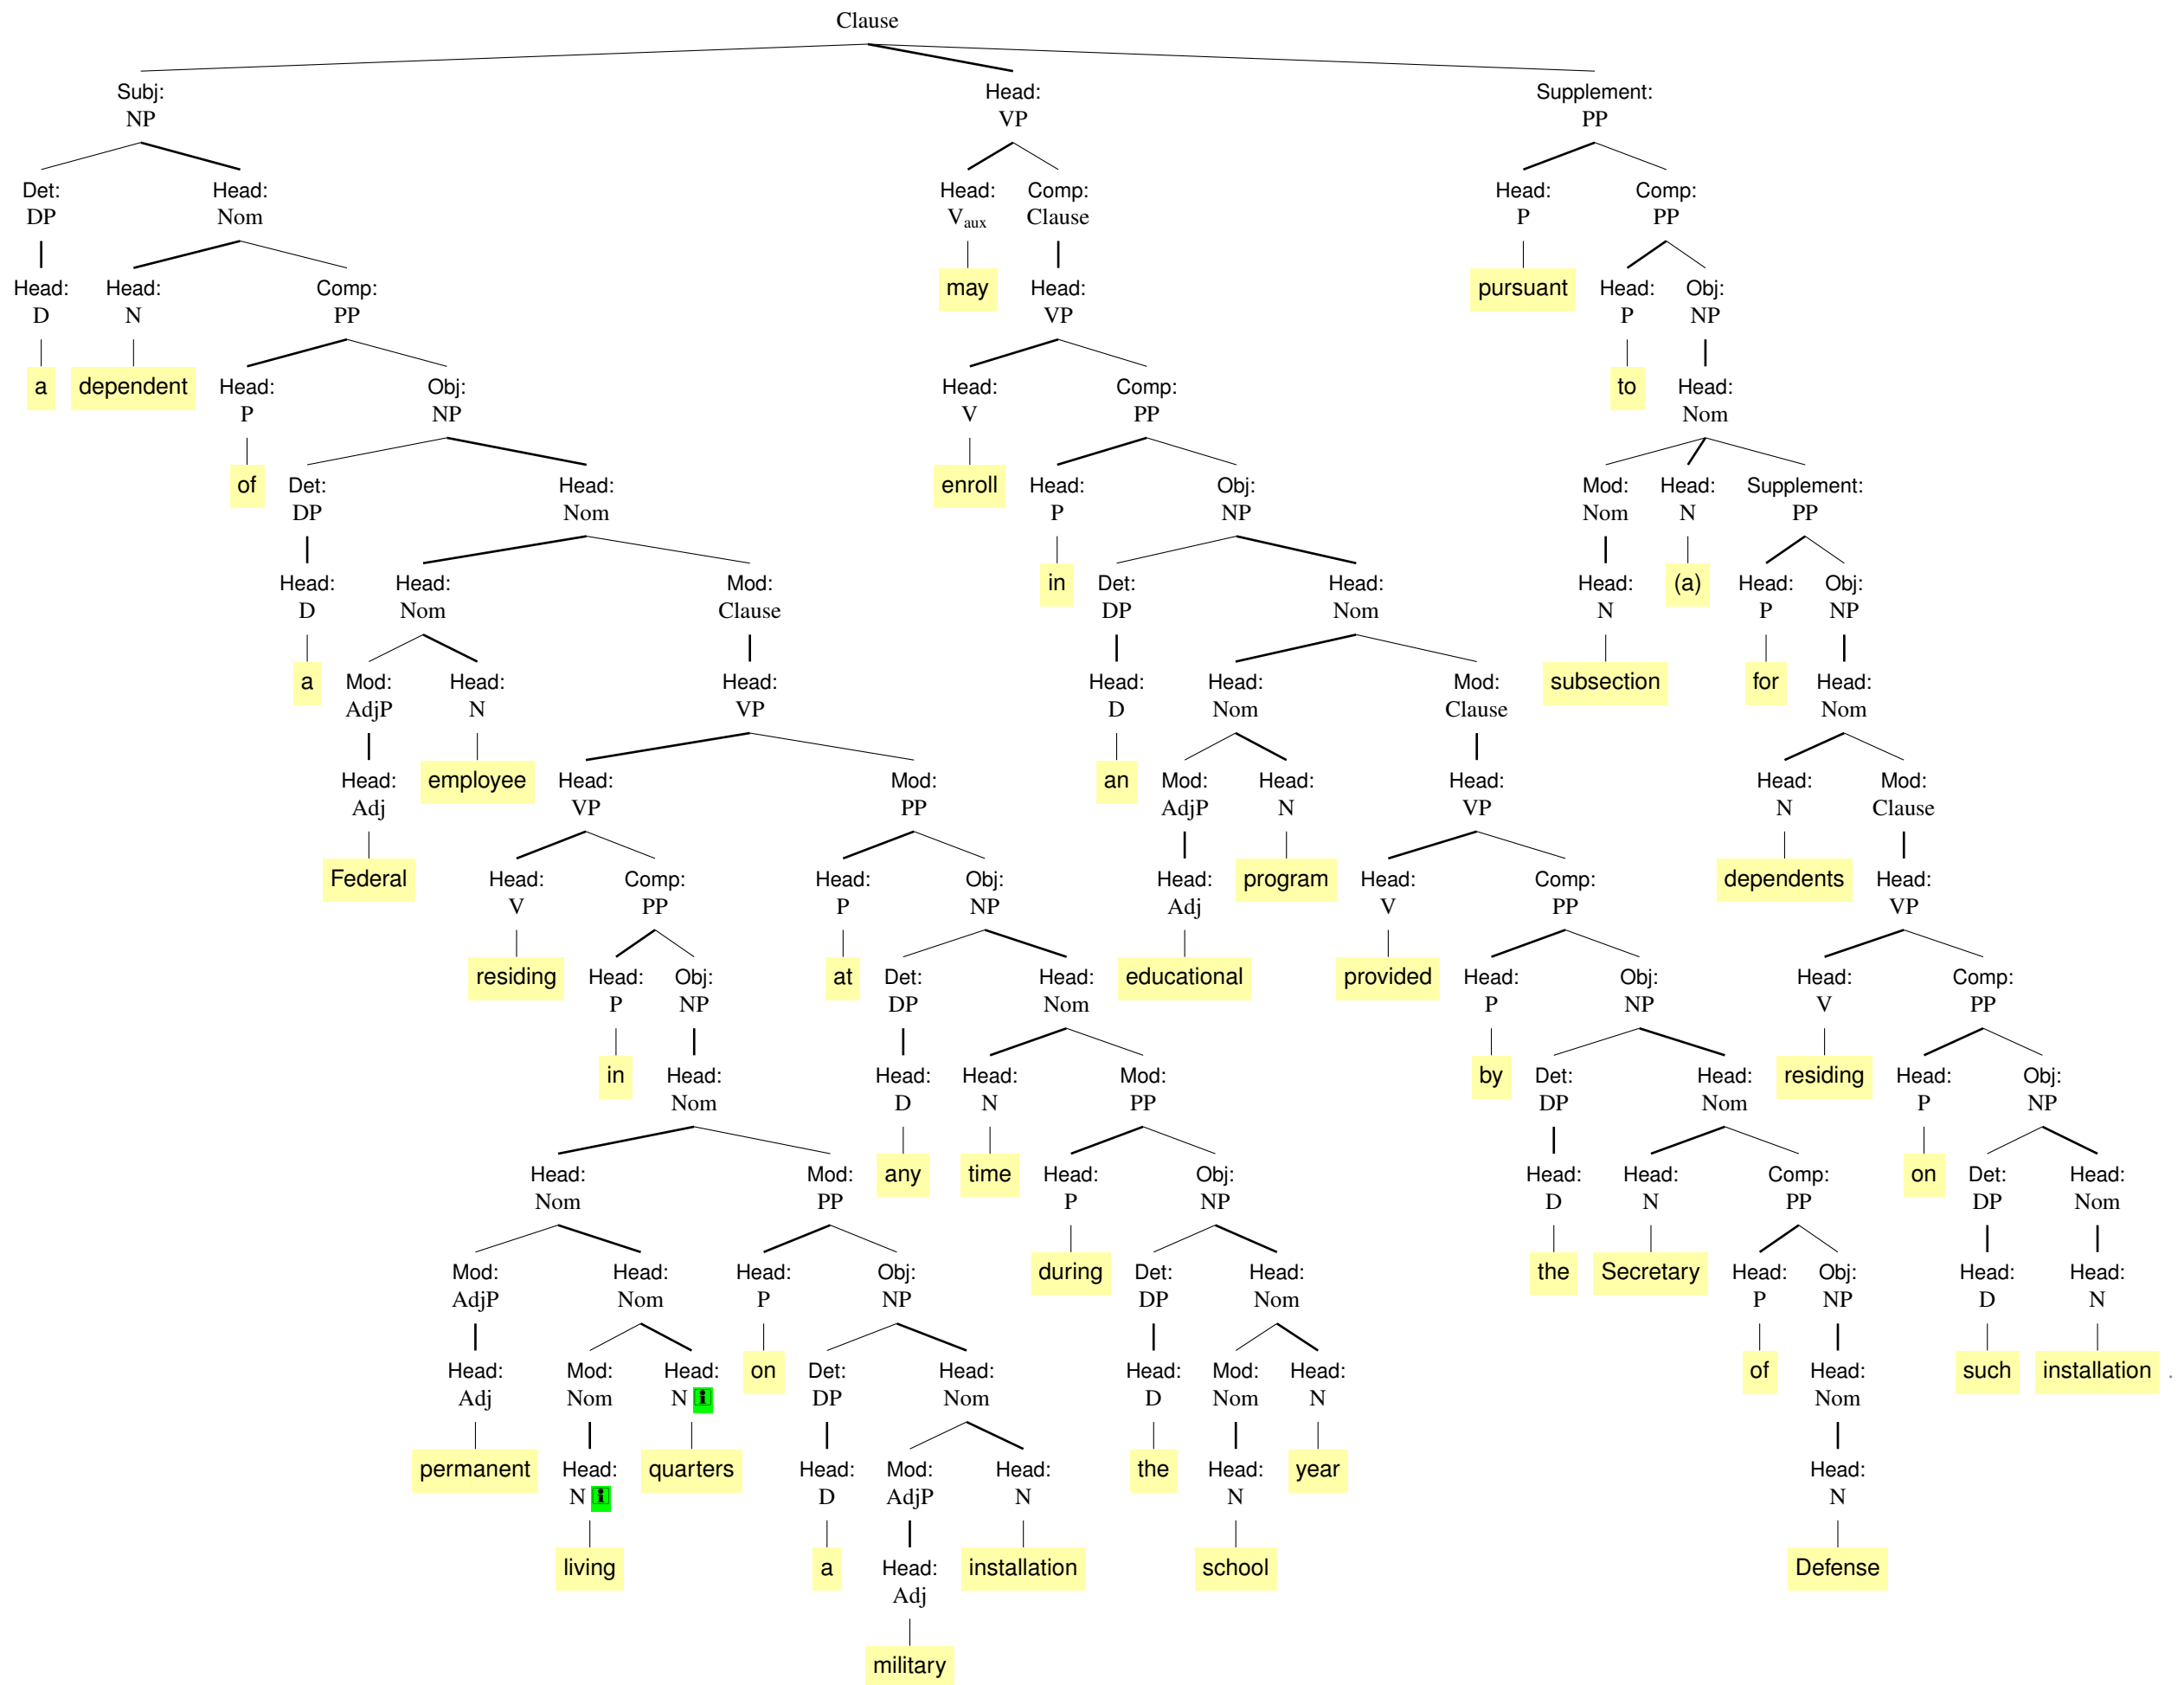 Clause
Subj: Head: Supplement:
NP VP PP
Det: Head: Head: Comp: Head: Comp:
DP Nom Vaux Clause P PP
Head: Head: Comp: may Head: pursuant Head: Obj:
D N PP VP P NP
a dependent Head: Obj: Head: Comp: to Head:
P NP V PP Nom
of Det: Head: enroll Head: Obj: Mod: Head: Supplement:
DP Nom P NP Nom N PP
Head: Head: Mod: in Det: Head: Head: (a) Head: Obj:
D Nom Clause DP Nom N P NP
a Mod: Head: Head: Head: Head: Mod: subsection for Head:
AdjP N VP D Nom Clause Nom
Head: employee Head: Mod: an Mod: Head: Head: Head: Mod:
Adj VP PP AdjP N VP N Clause
Federal Head: Comp: Head: Obj: Head: program Head: Comp: dependents Head:
V PP P NP Adj V PP VP
residing Head: Obj: at Det: Head: educational provided Head: Obj: Head: Comp:
P NP DP Nom P NP V PP
in Head: Head: Head: Mod: by Det: Head: residing Head: Obj:
Nom D N PP DP Nom P NP
Head: Mod: any time Head: Obj: Head: Head: Comp: on Det: Head:
Nom PP P NP D N PP DP Nom
Mod: Head: Head: Obj: during Det: Head: the Secretary Head: Obj: Head: Head:
AdjP Nom P NP DP Nom P NP D N
Head: Mod: Head: on Det: Head: Head: Mod: Head: of Head: such installation .
Adj Nom N i DP Nom D Nom N Nom
permanent Head: quarters Head: Mod: Head: the Head: year Head:
N i D AdjP N N N
living a Head: installation school Defense
Adj
military